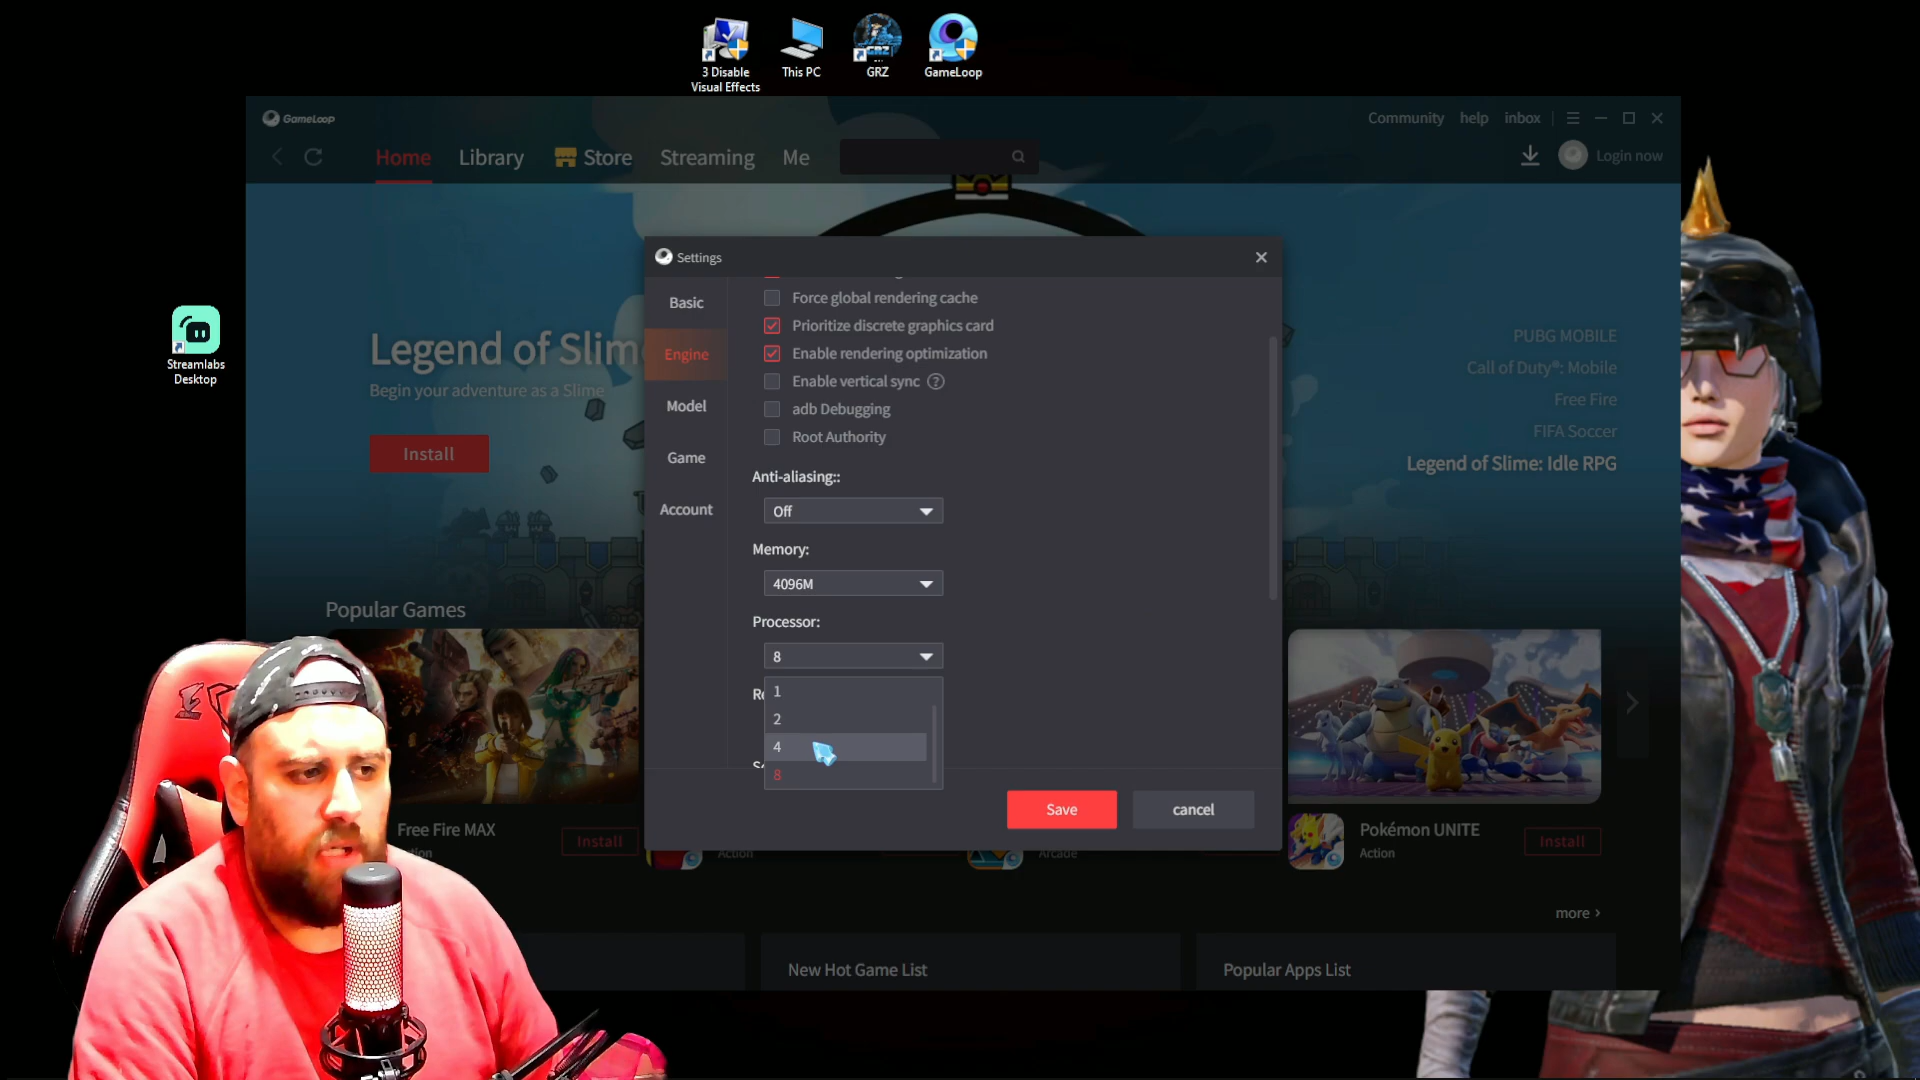 3 Disable
Visual Effects
This PC
GRZ
GameLoop
Streamlabs
Desktop
GameLoop
Community
help
inbox
Home
Library
Store
Streaming
Me
Login now
Legend of Slim
Begin your adventure as a Slime
Install
PUBG MOBILE
Call of Duty®: Mobile
Free Fire
FIFA Soccer
Legend of Slime: Idle RPG
Popular Games
Settings
Basic
Engine
Model
Game
Account
Force global rendering cache
Prioritize discrete graphics card
Enable rendering optimization
Enable vertical sync ?
adb Debugging
Root Authority
Anti-aliasing::
Off
Memory:
4096M
Processor:
8
1
2
4
8
Save
cancel
Free Fire MAX
Install
Action
Arcade
Pokémon UNITE
Action
Install
more >
New Hot Game List
Popular Apps List